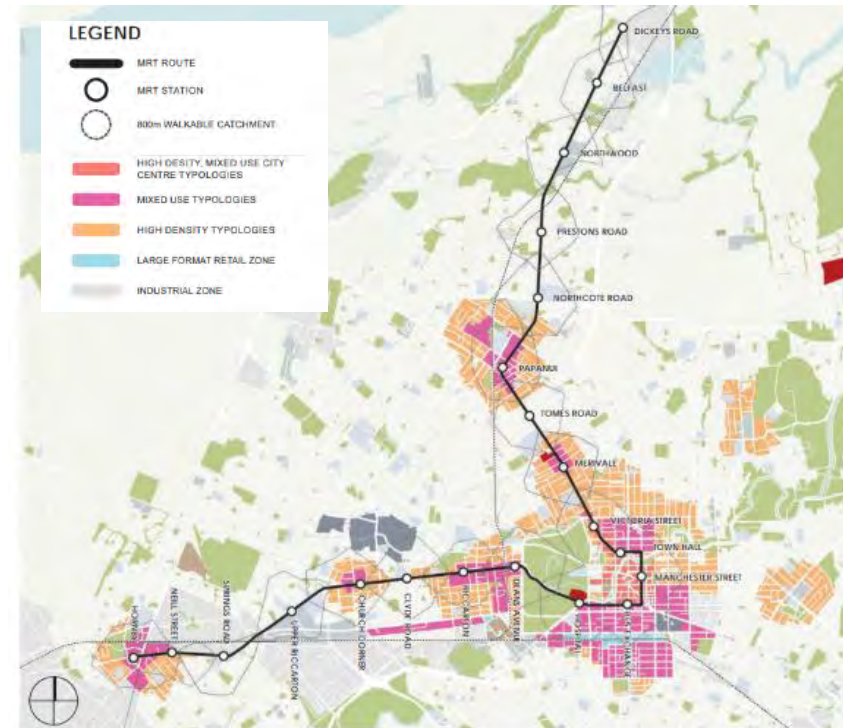 LEGEND
MRT ROUTE
MRT STATION
800m WALKABLE CATCHMENT
HIGH DESITY, MIXED USE CITY
CENTRE TYPOLOGIES
MIXED USE TYPOLOGIES
HIGH DENSITY TYPOLOGIES
LARGE FORMAT RETAIL ZONE
INDUSTRIAL ZONE
DICKEYS ROAD
BELFAST
NORTHWOOD
PRESTONS ROAD
NORTHCOTE ROAD
PAPANUI
TOMES ROAD
MERIVALE
VICTORIA STREET
TOWN HALL
MANCHESTER STREET
BUS EXCHANGE
HOSPITAL
DEANS AVENUE
RICCARTON
CLYDE ROAD
CHURCH CORNER
UPPER RICCARTON
SPRINGS ROAD
NEILL STREET
HORNBY